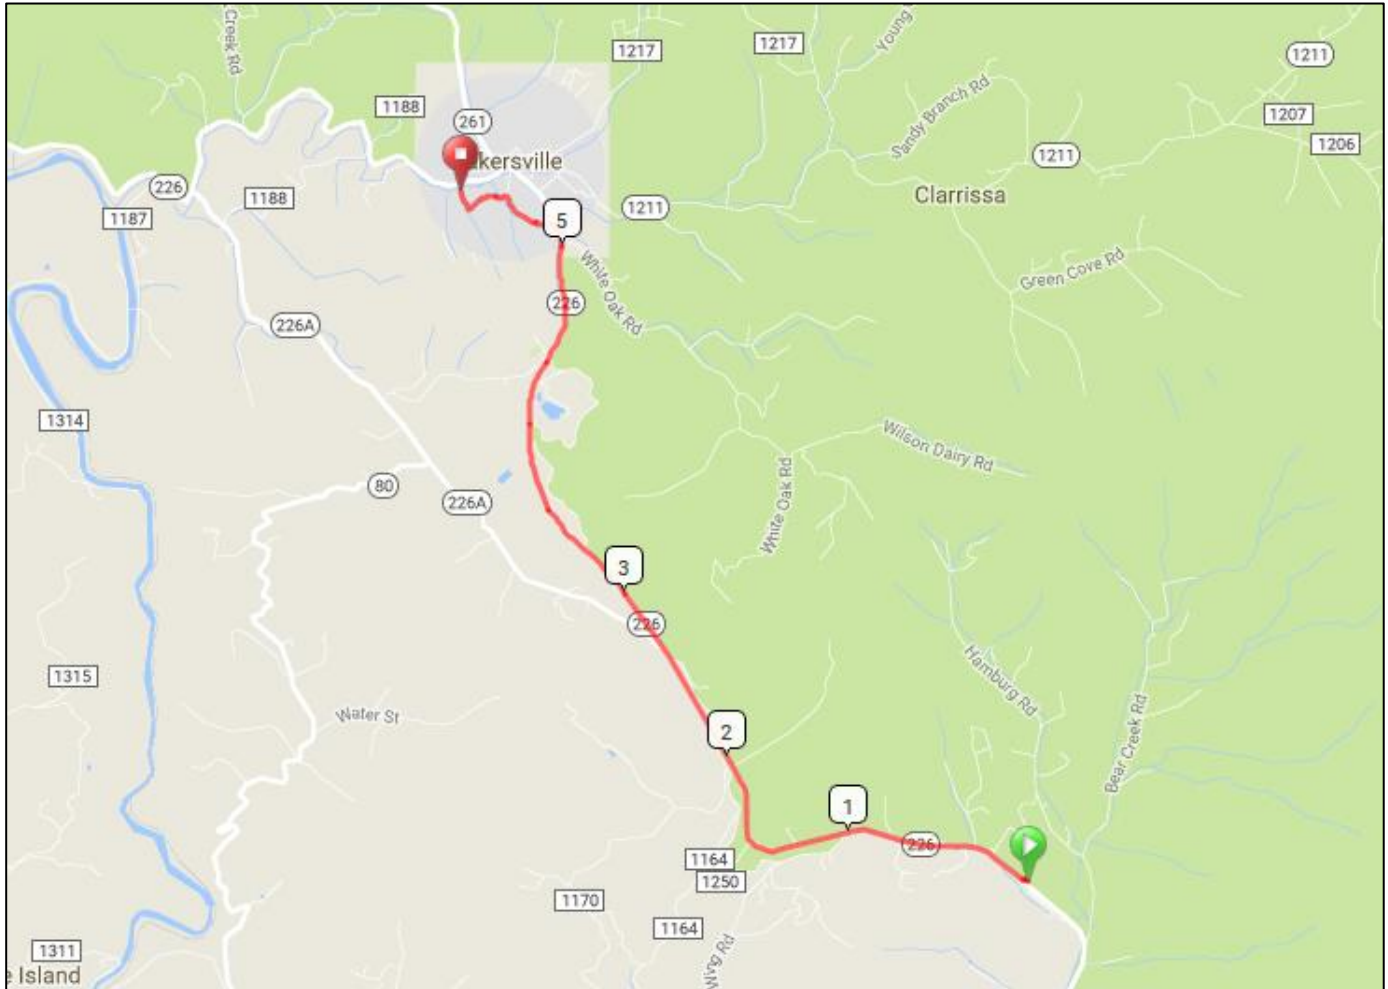 Creek Rd
1217
1217
Young
1211
1188
261
Sandy Branch Rd
1207
1206
kersville
1211
226
1188
1187
Clarrissa
1211
5
White Oak Rd
Green Cove Rd
226
226A
1314
Wilson Dairy Rd
White Oak Rd
80
226A
3
226
Hamburg Rd
1315
Bear Creek Rd
Water St
2
1
226
1164
1250
1170
1164
Wing Rd
1311
e Island